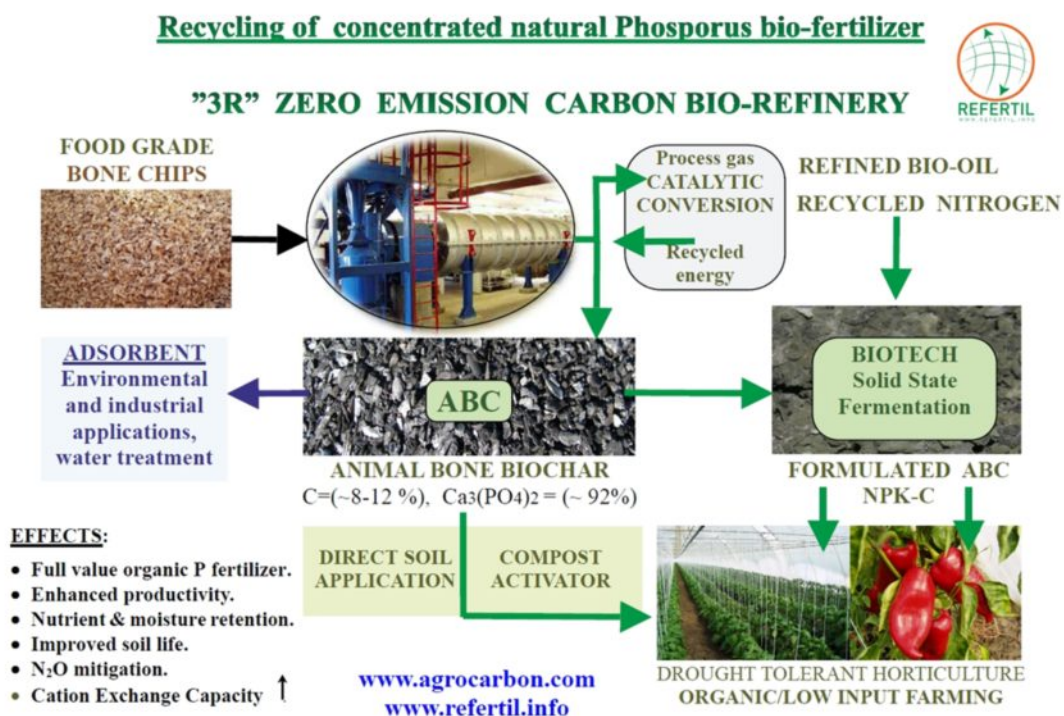 Recycling of concentrated natural Phosporus bio-fertilizer
”3R” ZERO EMISSION CARBON BIO-REFINERY
REFERTIL
FOOD GRADE
BONE CHIPS
Process gas
CATALYTIC
CONVERSION
Recycled
energy
REFINED BIO-OIL
RECYCLED NITROGEN
ADSORBENT
Environmental
and industrial
applications,
water treatment
ABC
BIOTECH
Solid State
Fermentation
ANIMAL BONE BIOCHAR
C=(~8-12 %), Ca3(PO4)2 = (~ 92%)
FORMULATED ABC
NPK-C
DIRECT SOIL
APPLICATION
COMPOST
ACTIVATOR
EFFECTS:
• Full value organic P fertilizer.
• Enhanced productivity.
• Nutrient & moisture retention.
• Improved soil life.
• N2O mitigation.
• Cation Exchange Capacity ↑
DROUGHT TOLERANT HORTICULTURE
ORGANIC/LOW INPUT FARMING
www.agrocarbon.com
www.refertil.info